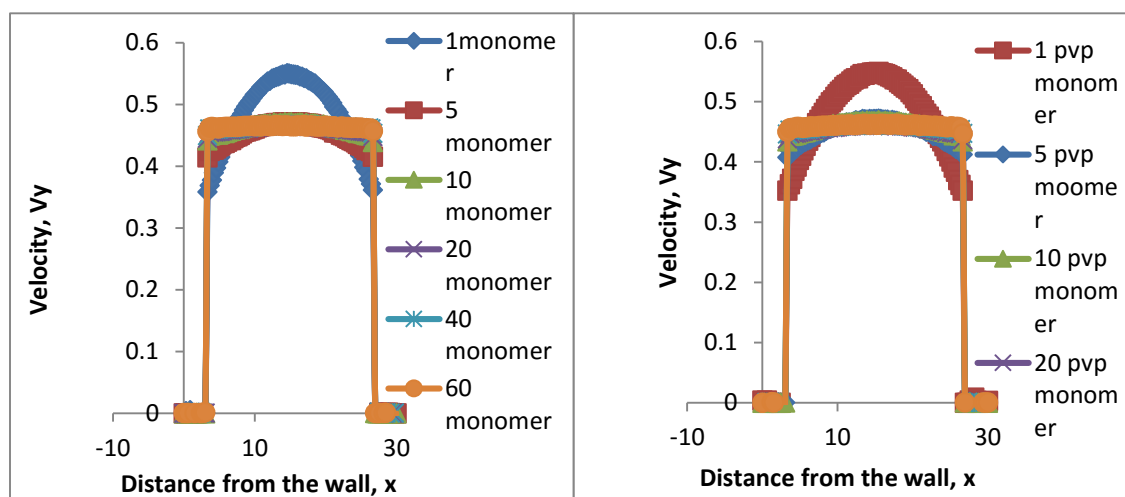 0.6
0.5
0.4
0.3
0.2
0.1
0
-10
10
30
Velocity, Vy
Distance from the wall, x
1monome
r
5
monomer
10
monomer
20
monomer
40
monomer
60
monomer
0.6
0.5
0.4
0.3
0.2
0.1
0
-10
10
30
Velocity, Vy
Distance from the wall, x
1 pvp
monom
er
5 pvp
moome
r
10 pvp
monom
er
20 pvp
monom
er